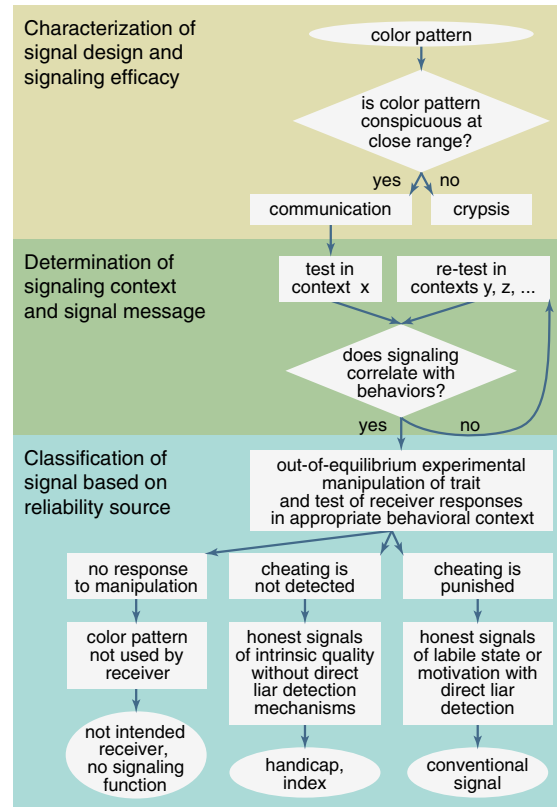 Characterization of
signal design and
signaling efficacy
color pattern
is color pattern
conspicuous at
close range?
yes
no
communication
crypsis
Determination of
signaling context
and signal message
test in
context x
re-test in
contexts y, z, ...
does signaling
correlate with
behaviors?
yes
no
Classification of
signal based on
reliability source
out-of-equilibrium experimental
manipulation of trait
and test of receiver responses
in appropriate behavioral context
no response
to manipulation
cheating is
not detected
cheating is
punished
color pattern
not used by
receiver
honest signals
of intrinsic quality
without direct
liar detection
mechanisms
honest signals
of labile state or
motivation with
direct liar
detection
not intended
receiver,
no signaling
function
handicap,
index
conventional
signal